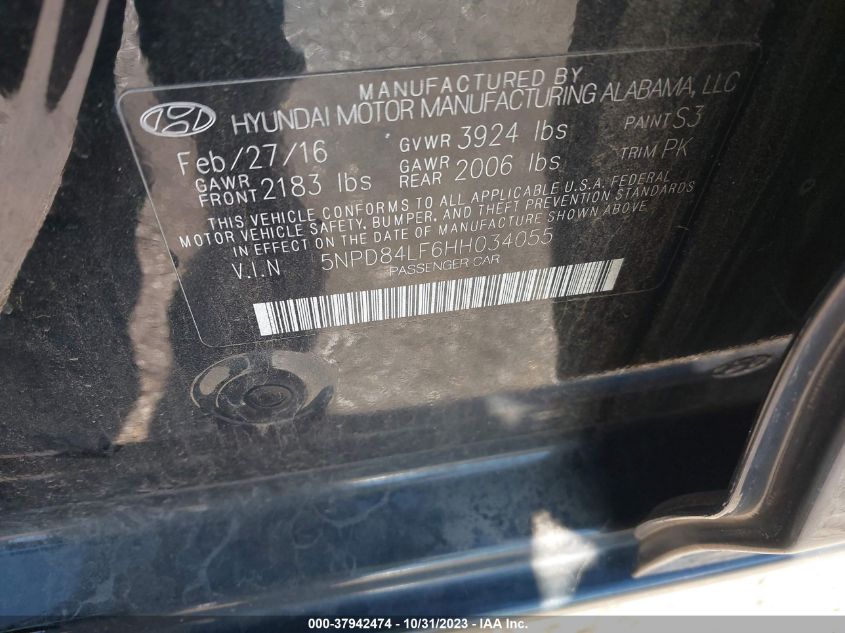 MANUFACTURED BY
HYUNDAI MOTOR MANUFACTURING ALABAMA, LLC
Feb/27/16 GVWR 3924 lbs PAINT S3
GAWR FRONT 2183 lbs GAWR REAR 2006 lbs TRIM PK
THIS VEHICLE CONFORMS TO ALL APPLICABLE U.S.A. FEDERAL
MOTOR VEHICLE SAFETY, BUMPER, AND THEFT PREVENTION STANDARDS
IN EFFECT ON THE DATE OF MANUFACTURE SHOWN ABOVE.
V.I.N 5NPD84LF6HH034055
PASSENGER CAR
000-37942474 • 10/31/2023 • IAA Inc.